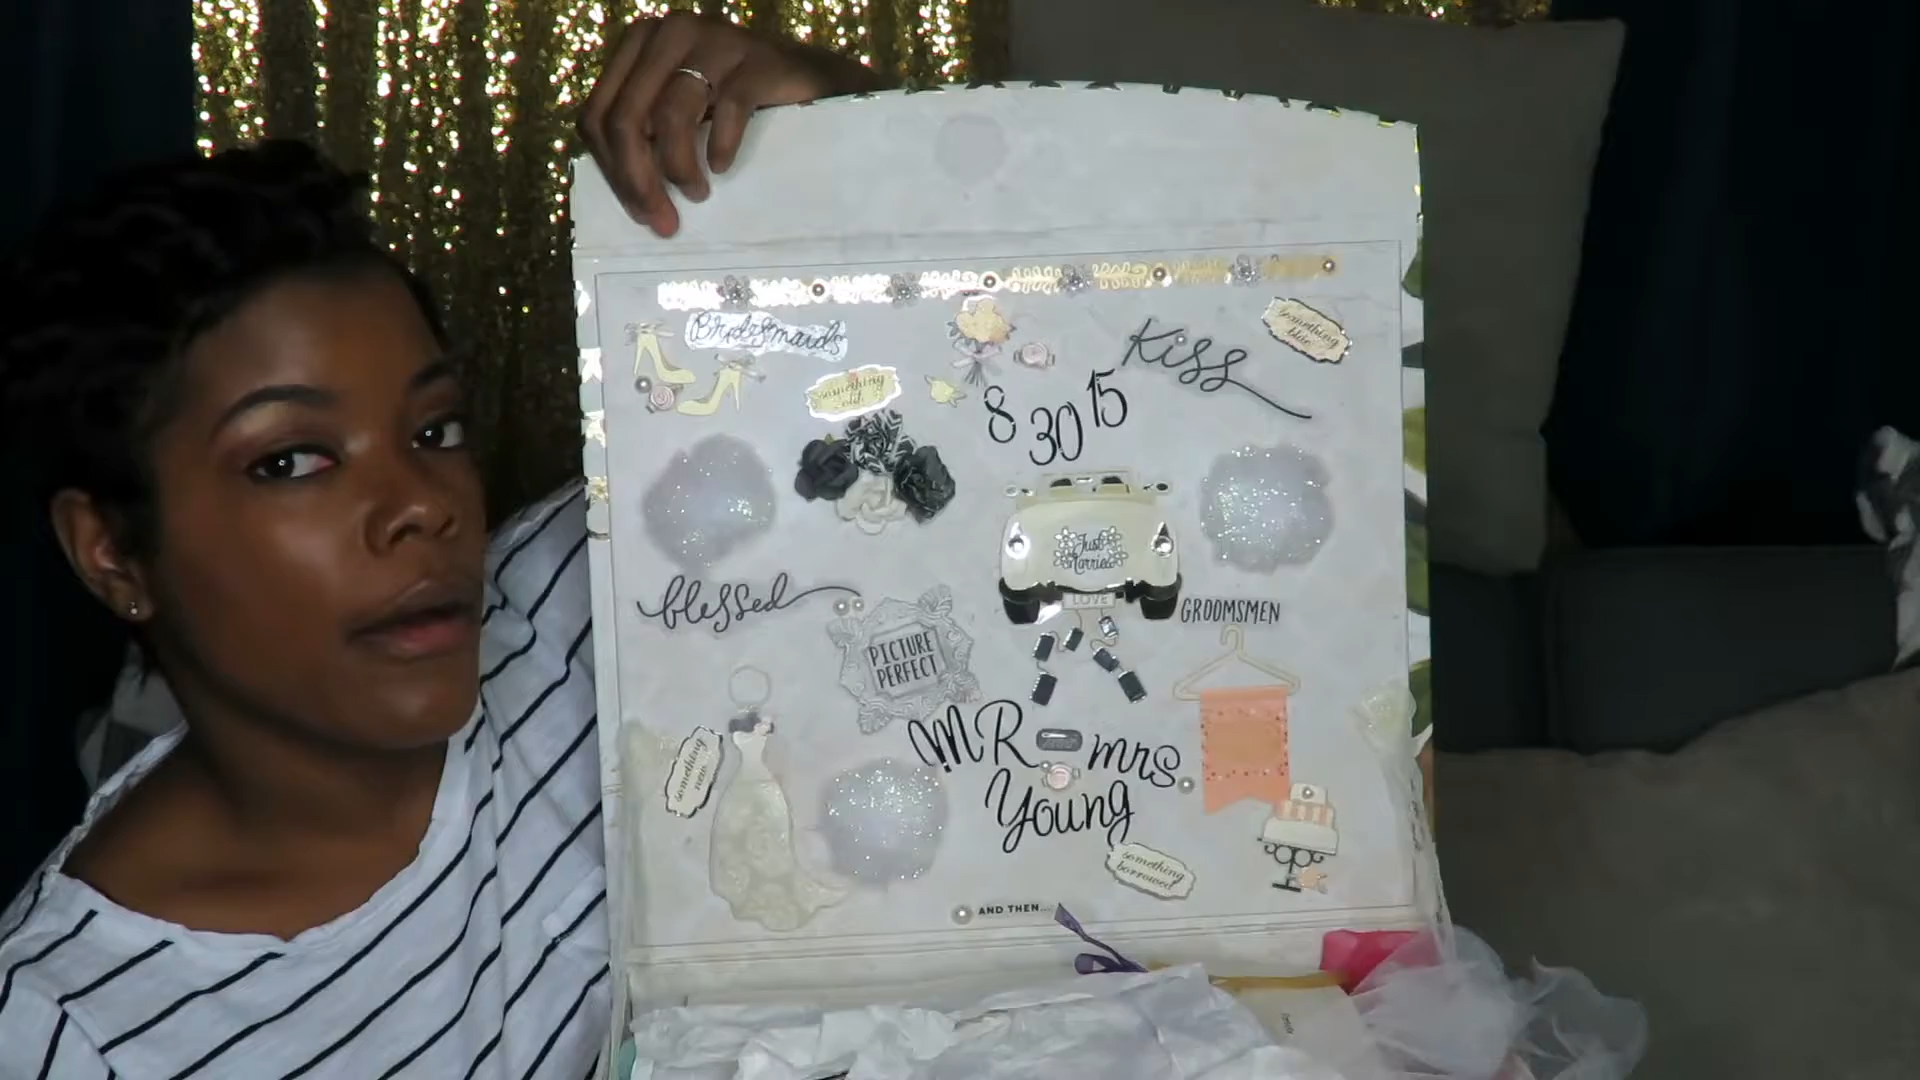 Bridesmaids
Kiss
something
blue
something
old
8 30 15
Just
Married
LOVE
blessed
GROOMSMEN
PICTURE
PERFECT
MR mrs
Young
something
new
something
borrowed
AND THEN...